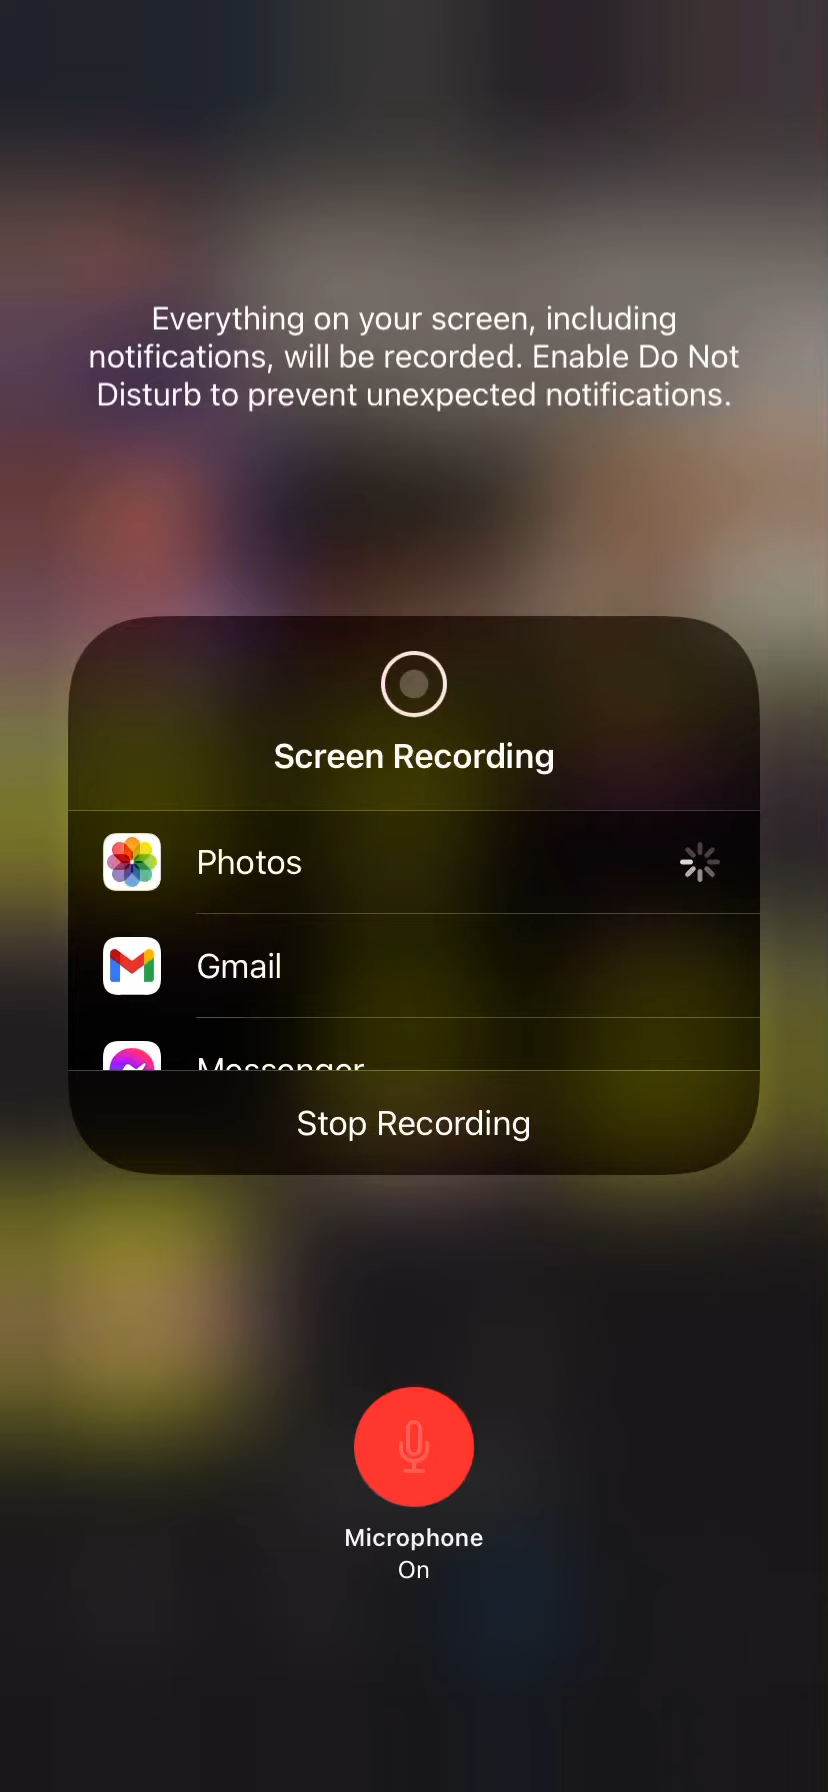 Everything on your screen, including
notifications, will be recorded. Enable Do Not
Disturb to prevent unexpected notifications.
Screen Recording
Photos
Gmail
Messenger
Stop Recording
Microphone
On